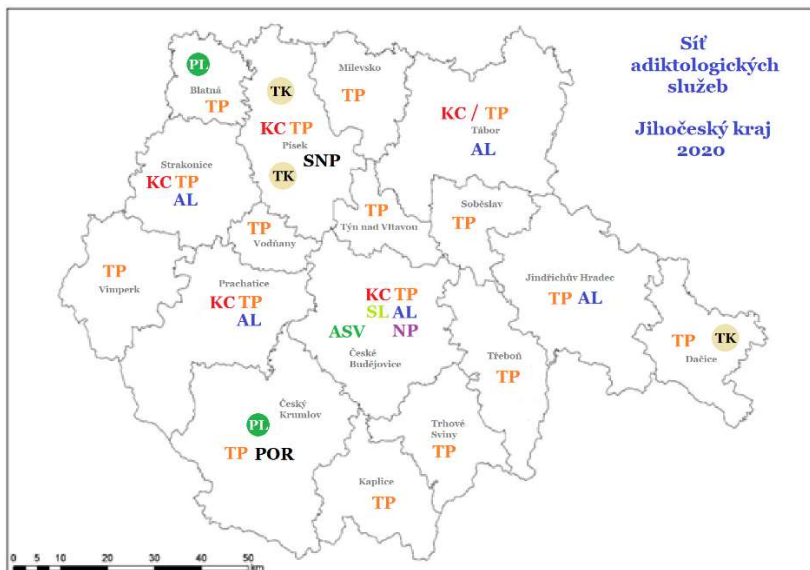 Síť
adiktologických
služeb
Jihočeský kraj
2020
PL
Blatná
TP
TK
KC TP
Písek
SNP
TK
Milevsko
TP
KC / TP
Tábor
AL
Strakonice
KC TP
AL
TP
Vodňany
TP
Týn nad Vltavou
Soběslav
TP
TP
Vimperk
Prachatice
KC TP
AL
KC TP
SL AL
ASV NP
České
Budějovice
Jindřichův Hradec
TP AL
TP
TK
Dačice
Třeboň
TP
Český
Krumlov
PL
TP POR
Trhové
Sviny
TP
Kaplice
TP
0 5 10 20 30 40 50
km